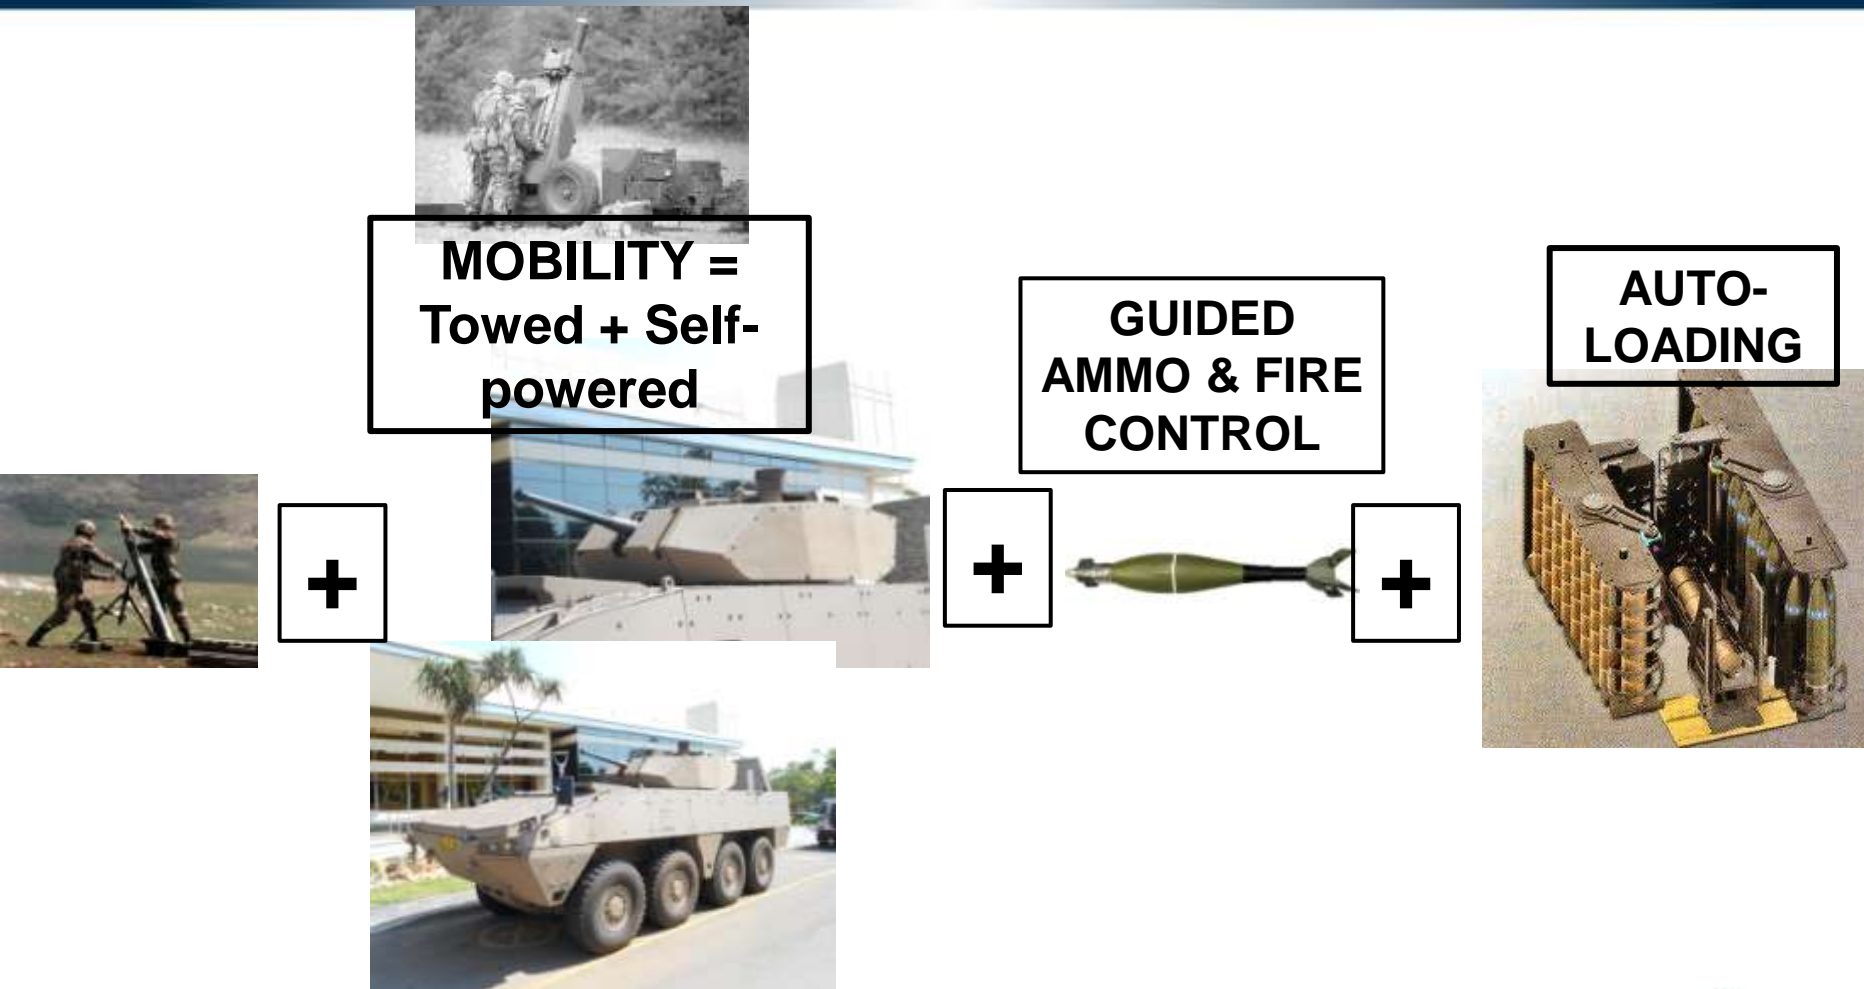 MOBILITY =
Towed + Self-
powered
GUIDED
AMMO & FIRE
CONTROL
AUTO-
LOADING
+
+
+